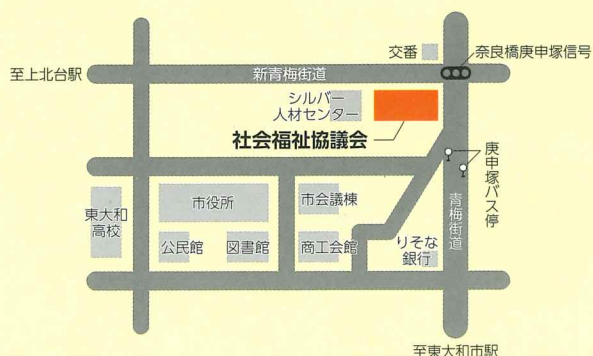 交番
奈良橋庚申塚信号
至上北台駅
新青梅街道
シルバー
人材センター
社会福祉協議会
庚申塚バス停
青梅街道
東大和
高校
市役所
市会議棟
公民館
図書館
商工会館
りそな
銀行
至東大和市駅